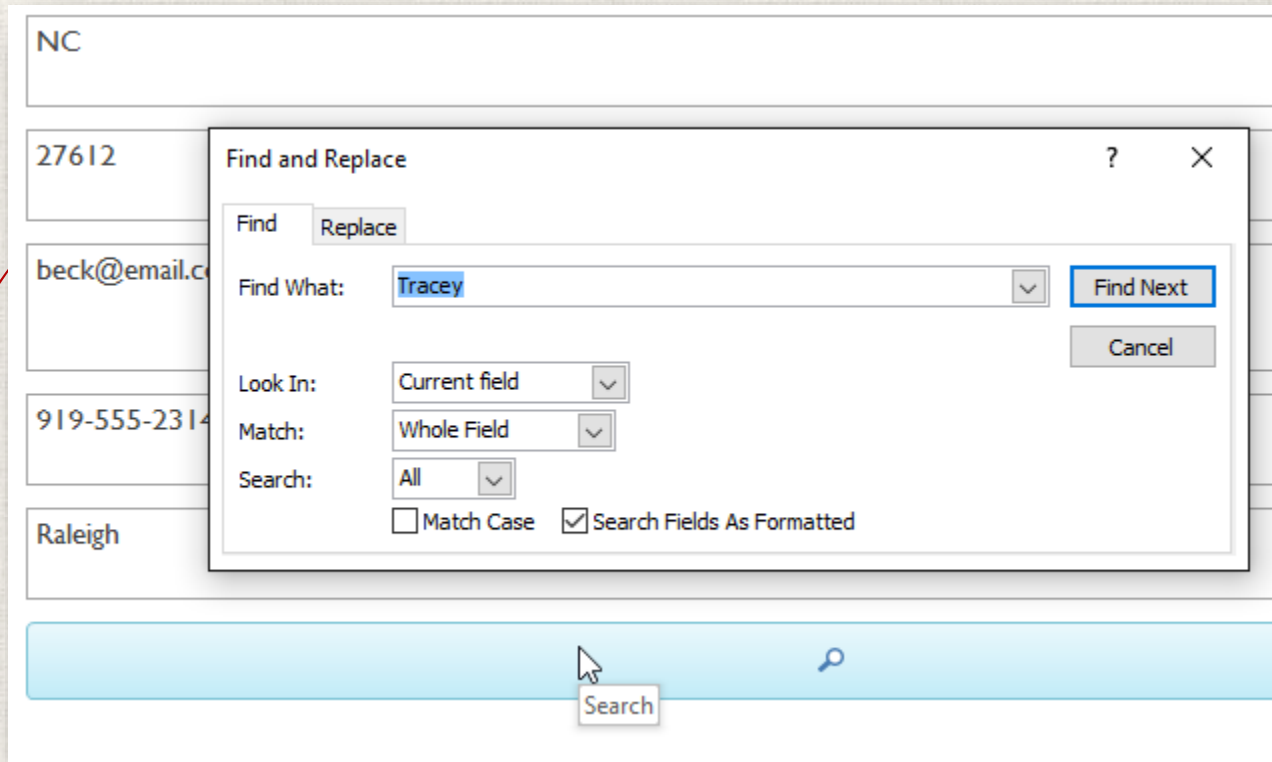 NC
27612
Find and Replace
?
Find
Replace
beck@email.c
Find What:
Tracey
Find Next
Cancel
Look In:
Current field
919-555-2314
Match:
Whole Field
Search:
All
Match Case
Search Fields As Formatted
Raleigh
Search